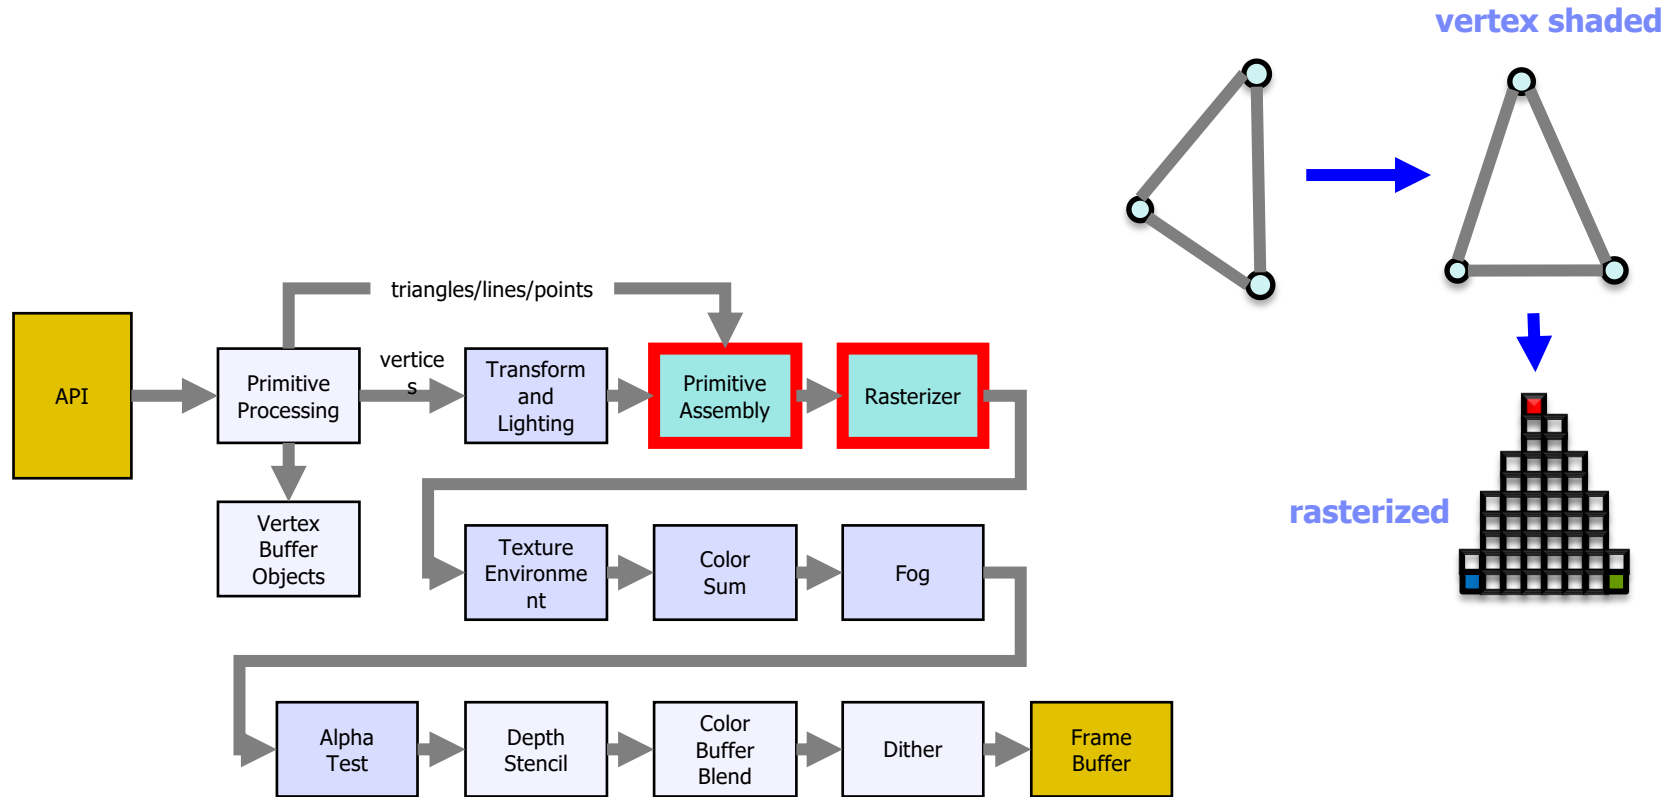 vertex shaded
triangles/lines/points
API
Primitive
Processing
vertice
s
Transform
and
Lighting
Primitive
Assembly
Rasterizer
Vertex
Buffer
Objects
rasterized
Texture
Environme
nt
Color
Sum
Fog
Alpha
Test
Depth
Stencil
Color
Buffer
Blend
Dither
Frame
Buffer